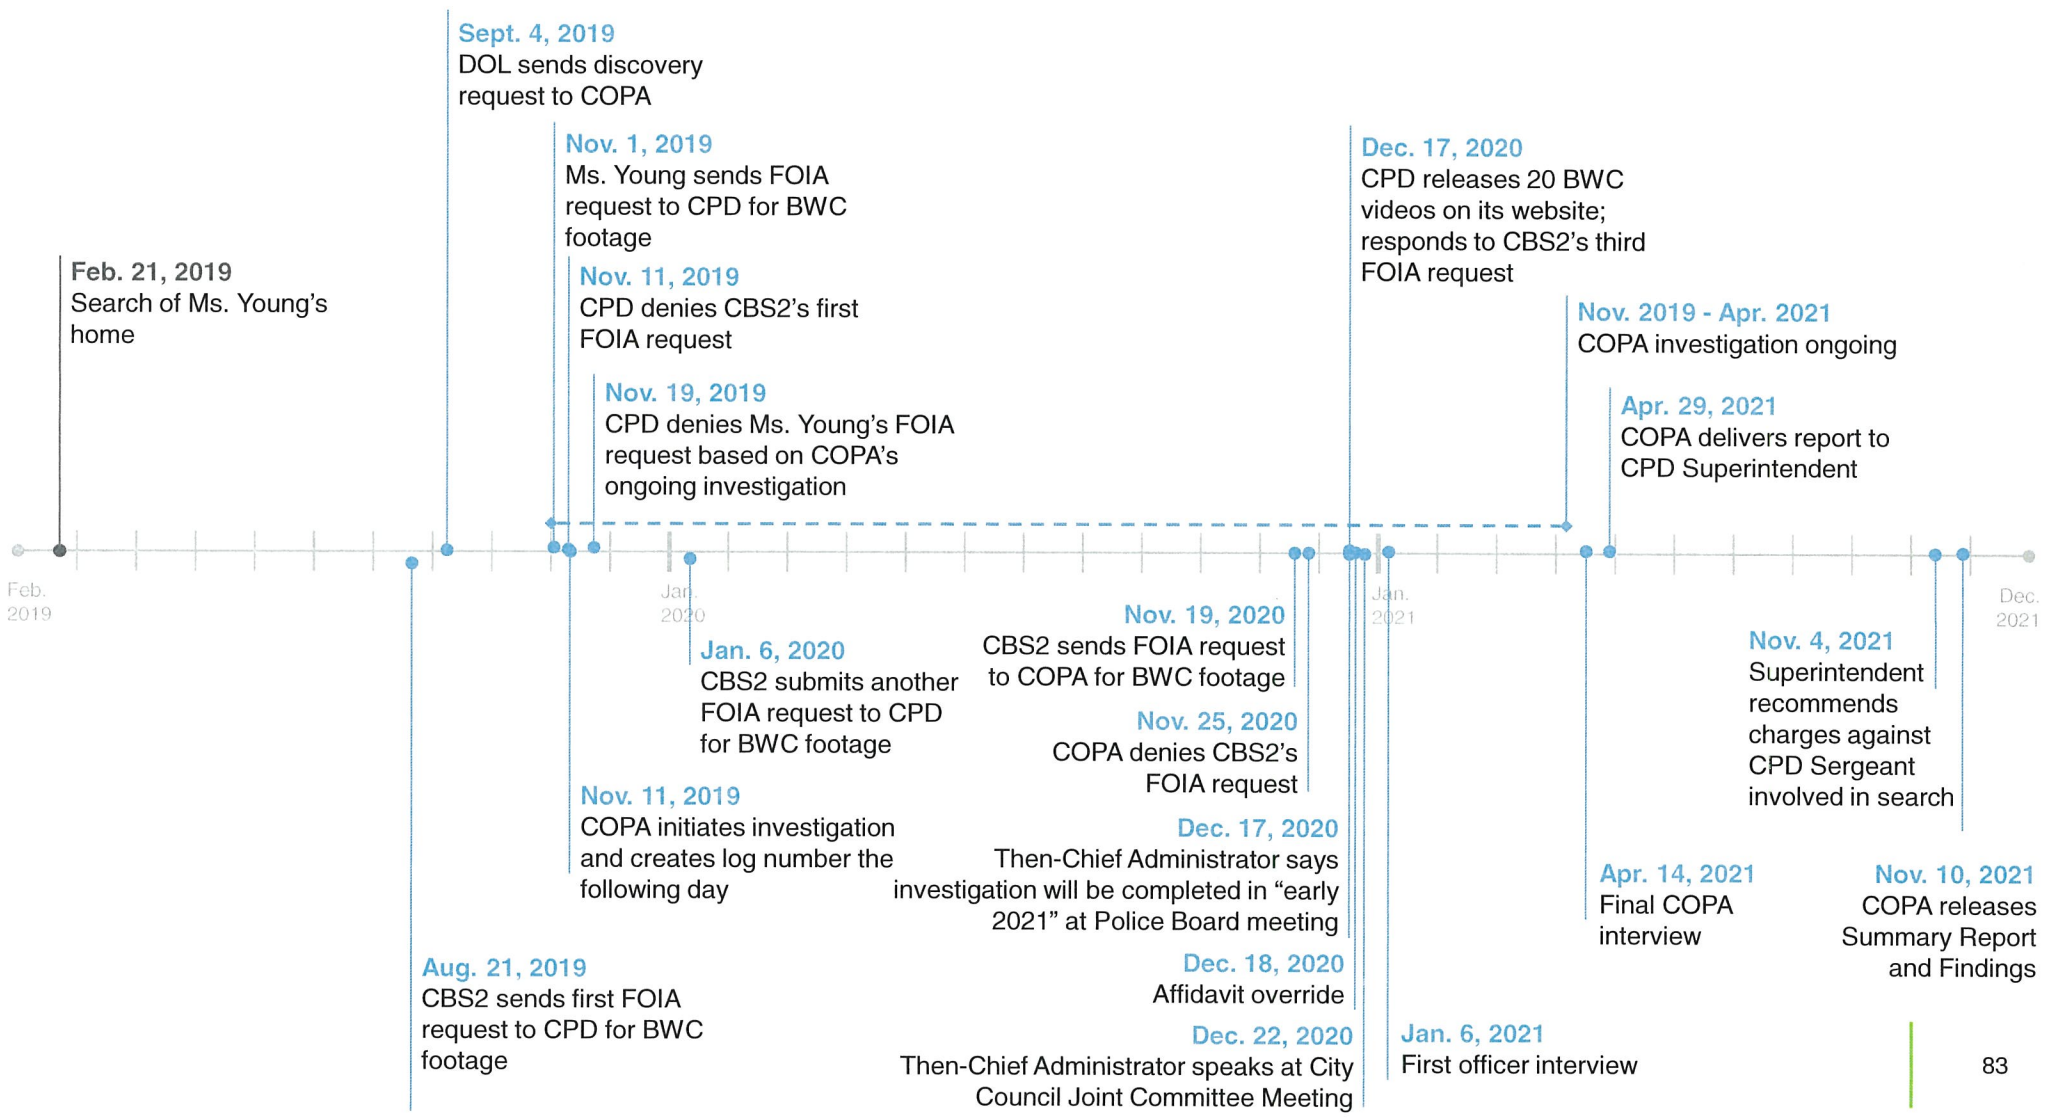 Sept. 4, 2019
DOL sends discovery
request to COPA
Nov. 1, 2019
Ms. Young sends FOIA
request to CPD for BWC
footage
Dec. 17, 2020
CPD releases 20 BWC
videos on its website;
responds to CBS2's third
FOIA request
Feb. 21, 2019
Search of Ms. Young's
home
Nov. 11, 2019
CPD denies CBS2's first
FOIA request
Nov. 2019 - Apr. 2021
COPA investigation ongoing
Nov. 19, 2019
CPD denies Ms. Young's FOIA
request based on COPA's
ongoing investigation
Apr. 29, 2021
COPA delivers report to
CPD Superintendent
Feb.
2019
Jan.
2020
Jan.
2021
Dec.
2021
Jan. 6, 2020
CBS2 submits another
FOIA request to CPD
for BWC footage
Nov. 19, 2020
CBS2 sends FOIA request
to COPA for BWC footage
Nov. 25, 2020
COPA denies CBS2's
FOIA request
Nov. 4, 2021
Superintendent
recommends
charges against
CPD Sergeant
involved in search
Nov. 11, 2019
COPA initiates investigation
and creates log number the
following day
Dec. 17, 2020
Then-Chief Administrator says
investigation will be completed in “early
2021” at Police Board meeting
Apr. 14, 2021
Final COPA
interview
Nov. 10, 2021
COPA releases
Summary Report
and Findings
Aug. 21, 2019
CBS2 sends first FOIA
request to CPD for BWC
footage
Dec. 18, 2020
Affidavit override
Dec. 22, 2020
Then-Chief Administrator speaks at City
Council Joint Committee Meeting
Jan. 6, 2021
First officer interview
83